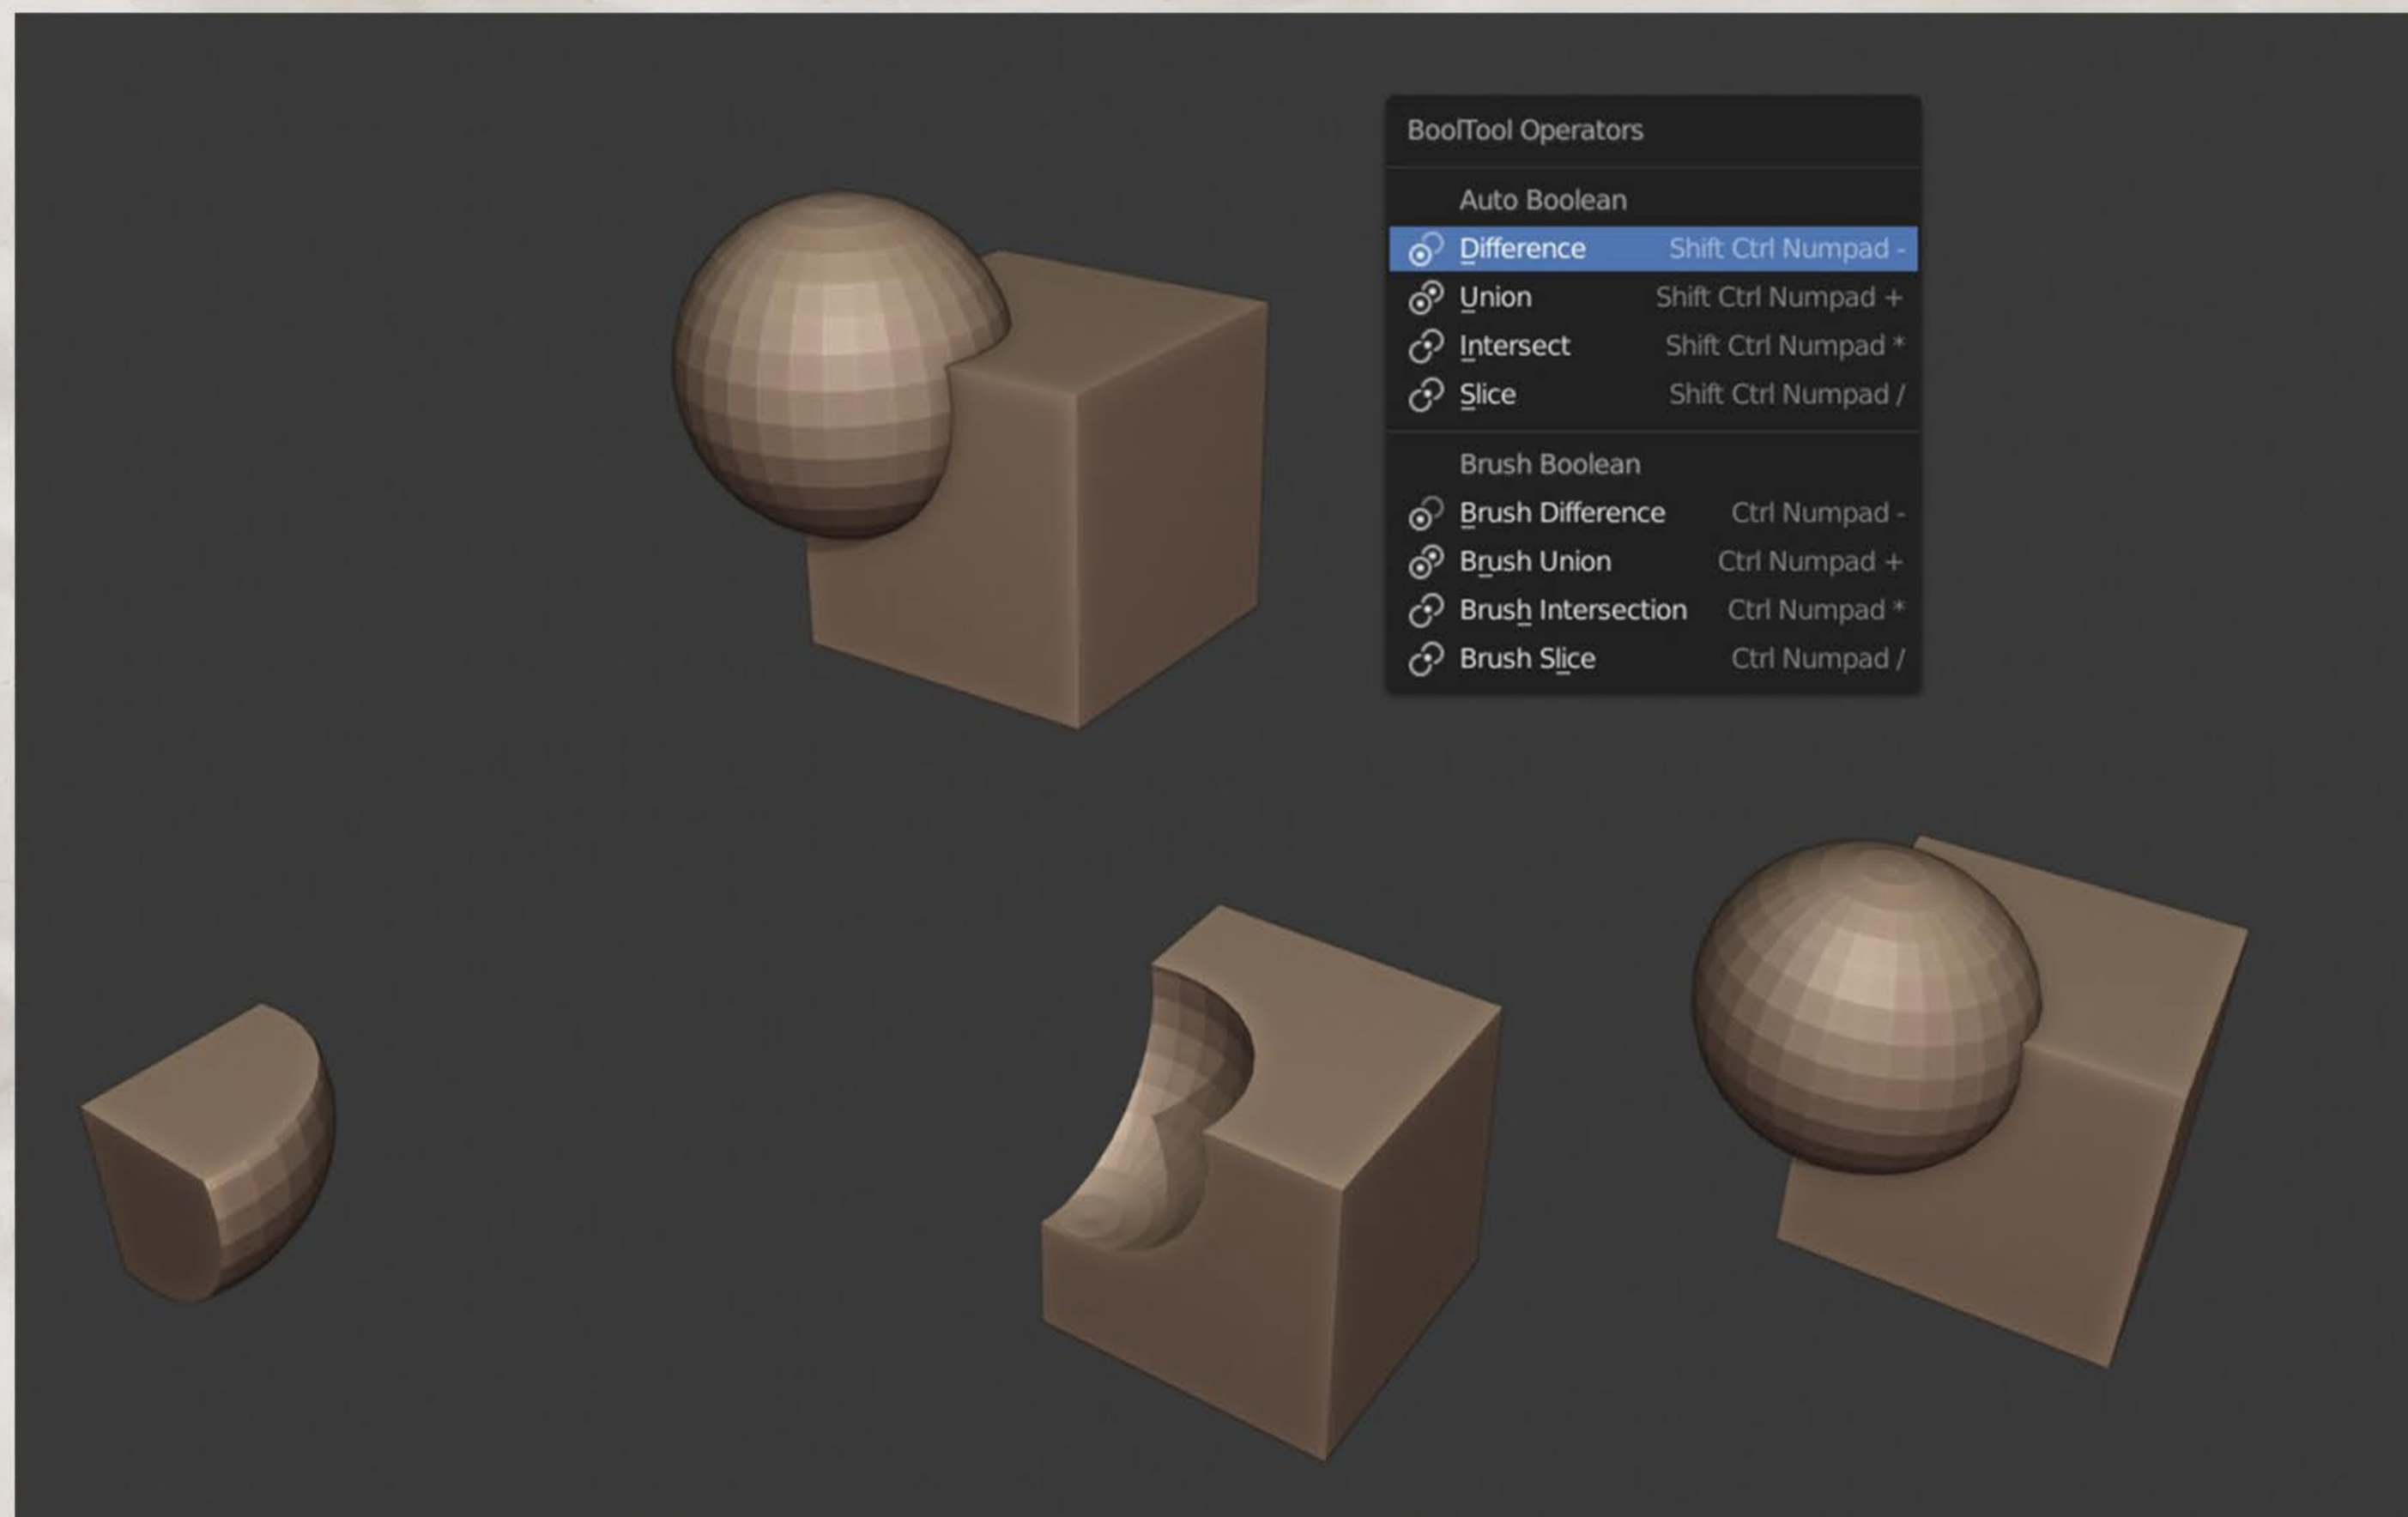 BoolTool Operators
Auto Boolean
Difference Shift Ctrl Numpad -
Union Shift Ctrl Numpad +
Intersect Shift Ctrl Numpad *
Slice Shift Ctrl Numpad /
Brush Boolean
Brush Difference Ctrl Numpad -
Brush Union Ctrl Numpad +
Brush Intersection Ctrl Numpad *
Brush Slice Ctrl Numpad /